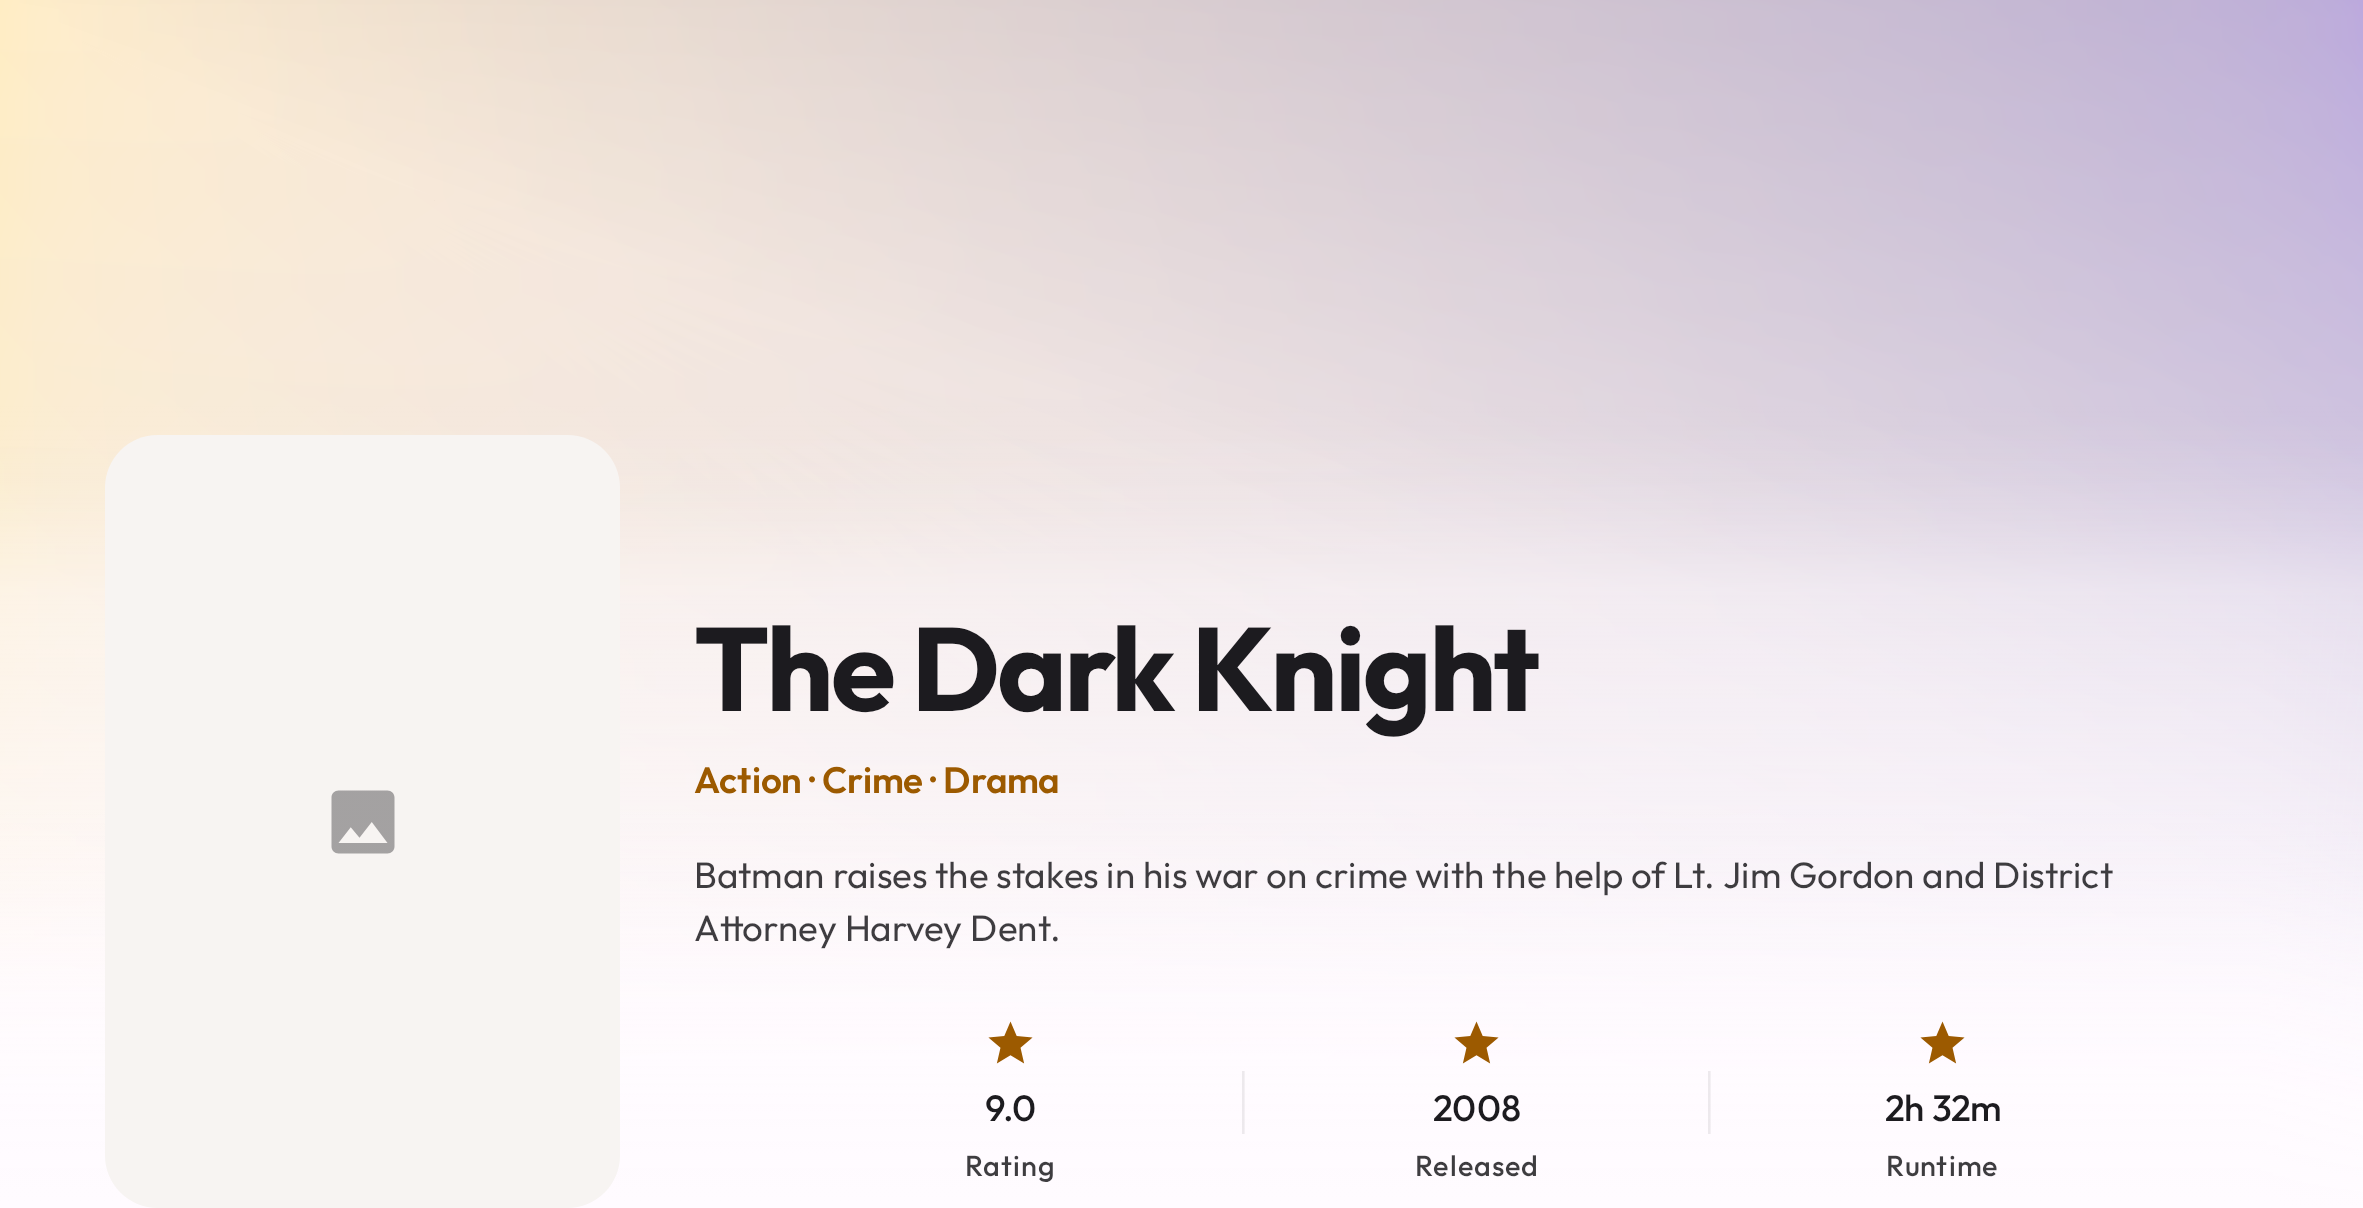 The Dark Knight
Action · Crime · Drama
Batman raises the stakes in his war on crime with the help of Lt. Jim Gordon and District
Attorney Harvey Dent.
9.0
Rating
2008
Released
2h 32m
Runtime